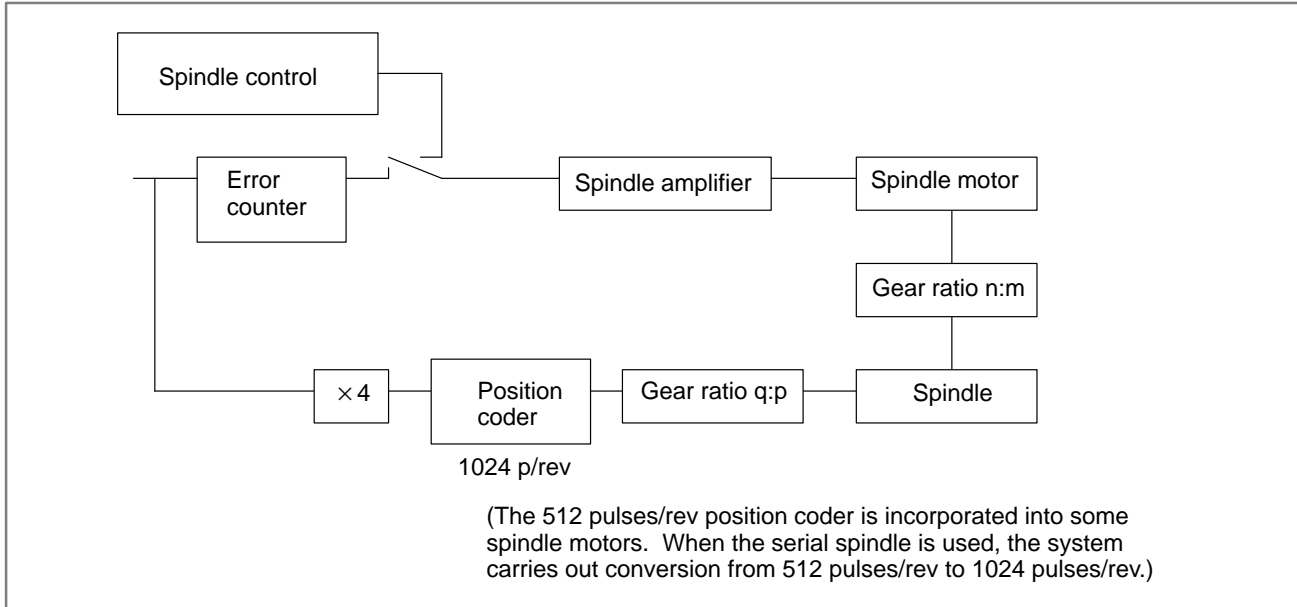 Spindle control
Error
counter
Spindle amplifier
Spindle motor
Gear ratio n:m
× 4
Position
coder
Gear ratio q:p
Spindle
1024 p/rev
(The 512 pulses/rev position coder is incorporated into some
spindle motors. When the serial spindle is used, the system
carries out conversion from 512 pulses/rev to 1024 pulses/rev.)